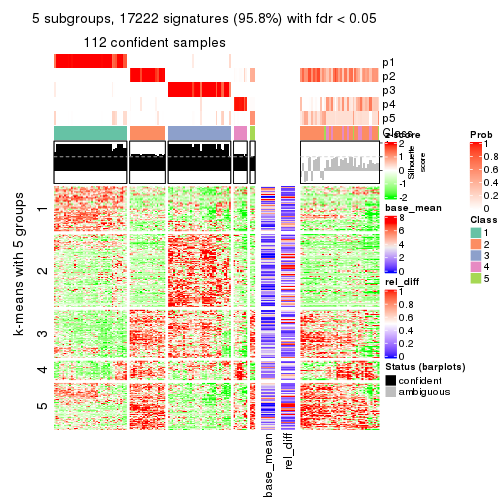 5 subgroups, 17222 signatures (95.8%) with fdr < 0.05
112 confident samples
p1
p2
p3
p4
p5
Class
k-means with 5 groups
1
2
3
4
5
base_mean
rel_diff
1
0.5
0
Silhouette
score
z-score
2
1
0
-1
-2
base_mean
8
6
4
2
0
rel_diff
1
0.8
0.6
0.4
0.2
0
Status (barplots)
confident
ambiguous
Prob
1
0.8
0.6
0.4
0.2
0
Class
1
2
3
4
5